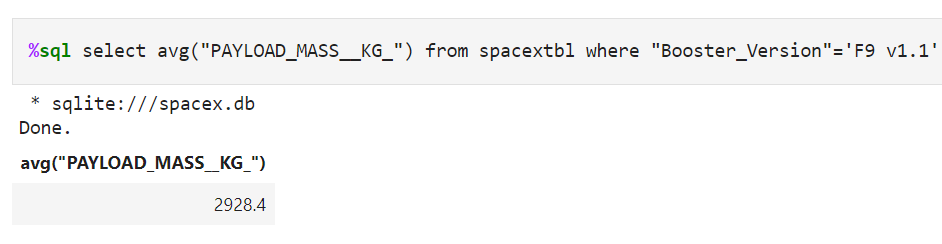 %sql select avg("PAYLOAD_MASS__KG_") from spacextbl where "Booster_Version"='F9 v1.1'
* sqlite:///spacex.db
Done.
avg("PAYLOAD_MASS__KG_")
2928.4